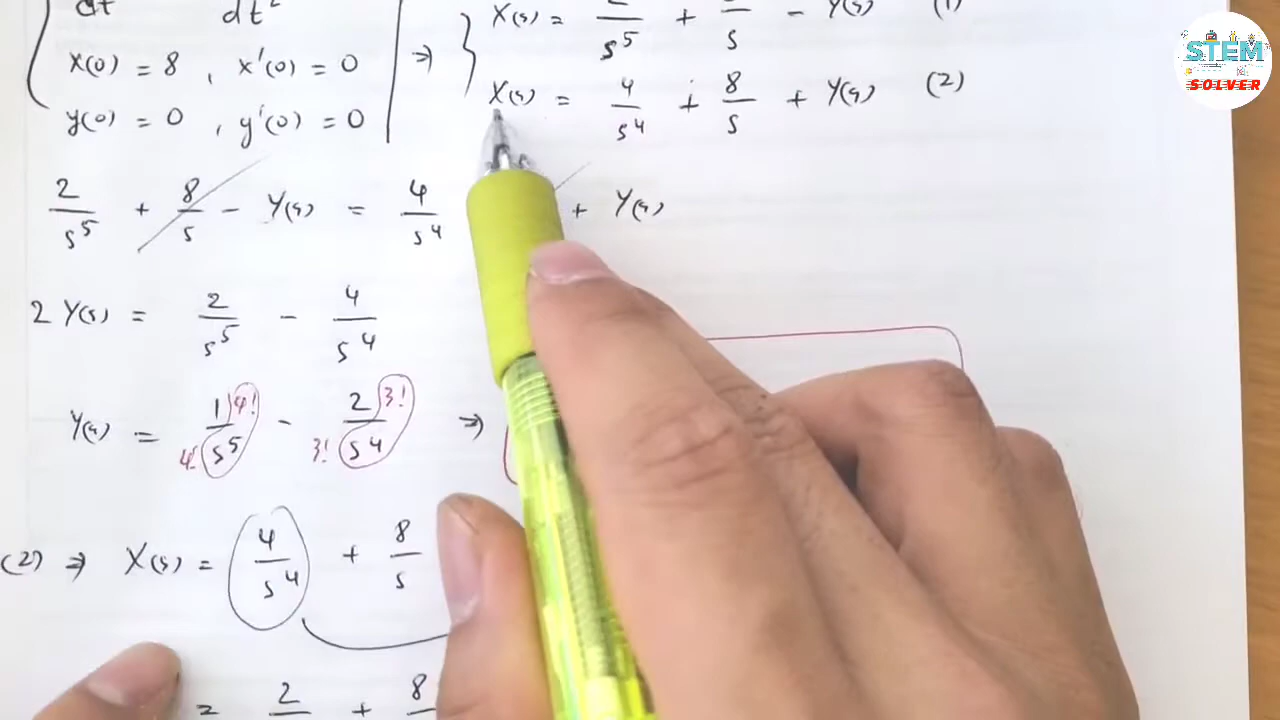 dt dt²
x(0) = 8 , x'(0) = 0
y(0) = 0 , y'(0) = 0
⇒
X(s) = 2/s⁵ + 8/s − Y(s) (1)
X(s) = 4/s⁴ + 8/s + Y(s) (2)
2/s⁵ + 8/s − Y(s) = 4/s⁴ + Y(s)
2 Y(s) = 2/s⁵ − 4/s⁴
Y(s) = 1 4!/4! s⁵ − 2 3!/3! s⁴ ⇒
(2) ⇒ X(s) = 4/s⁴ + 8/s
= 2 + 8
STEM
SOLVER